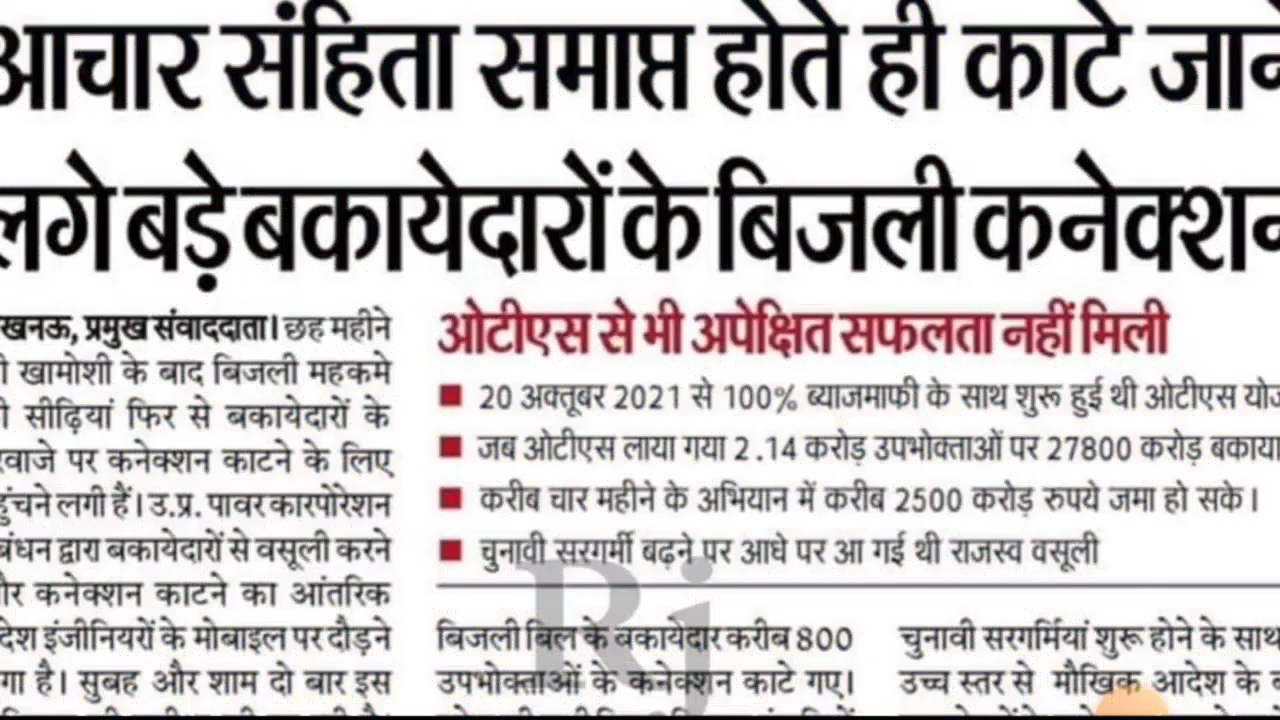 आचार संहिता समाप्त होते ही काटे जाने
लगे बड़े बकायेदारों के बिजली कनेक्शन
खनऊ, प्रमुख संवाददाता। छह महीने
ी खामोशी के बाद बिजली महकमे
ी सीढ़ियां फिर से बकायेदारों के
रवाजे पर कनेक्शन काटने के लिए
हुंचने लगी हैं। उ.प्र. पावर कारपोरेशन
बंधन द्वारा बकायेदारों से वसूली करने
ौर कनेक्शन काटने का आंतरिक
देश इंजीनियरों के मोबाइल पर दौड़ने
गा है। सुबह और शाम दो बार इस
ओटीएस से भी अपेक्षित सफलता नहीं मिली
■ 20 अक्तूबर 2021 से 100% ब्याजमाफी के साथ शुरू हुई थी ओटीएस यो
■ जब ओटीएस लाया गया 2.14 करोड़ उपभोक्ताओं पर 27800 करोड़ बकाया
■ करीब चार महीने के अभियान में करीब 2500 करोड़ रुपये जमा हो सके।
■ चुनावी सरगर्मी बढ़ने पर आधे पर आ गई थी राजस्व वसूली
बिजली बिल के बकायेदार करीब 800
उपभोक्ताओं के कनेक्शन काटे गए।
चुनावी सरगर्मियां शुरू होने के साथ
उच्च स्तर से मौखिक आदेश के
Rj